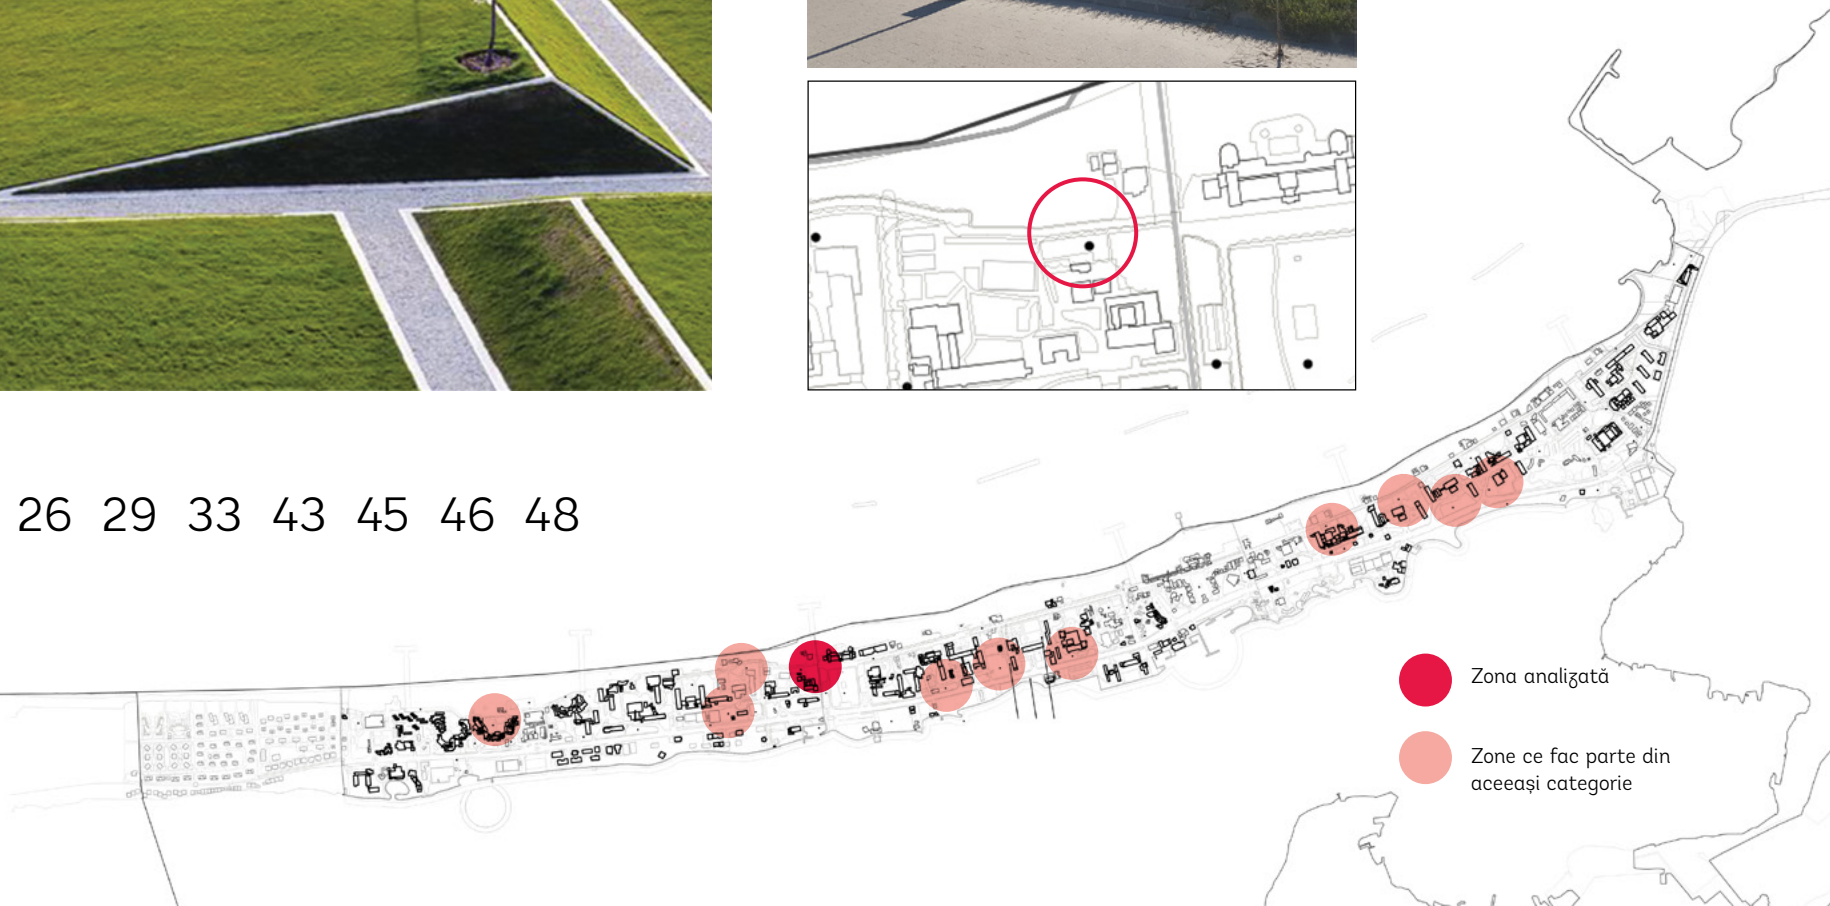 26 29 33 43 45 46 48
Zona analizată
Zone ce fac parte din
aceeași categorie